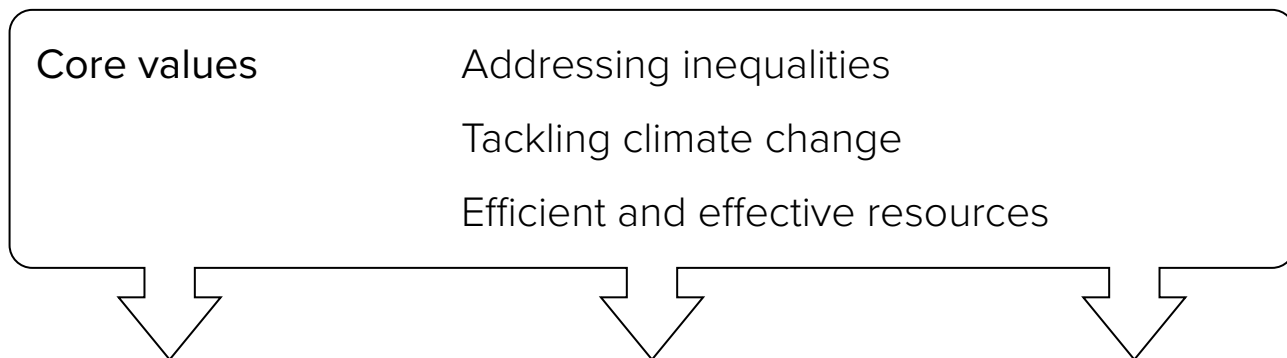 Core values Addressing inequalities
Tackling climate change
Efficient and effective resources